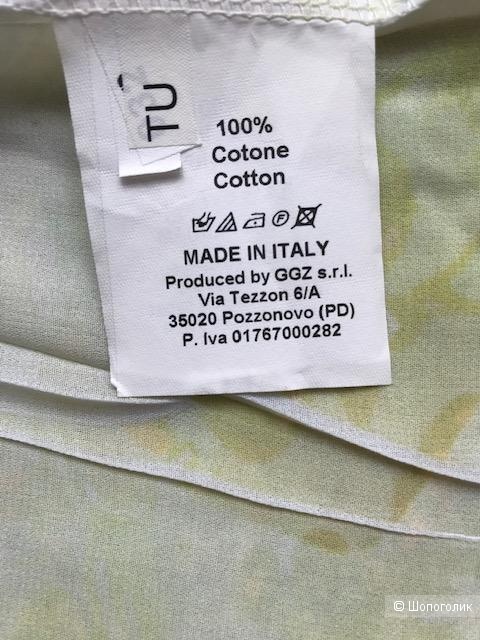 TU
100%
Cotone
Cotton
MADE IN ITALY
Produced by GGZ s.r.l.
Via Tezzon 6/A
35020 Pozzonovo (PD)
P. Iva 01767000282
© Шопоголик